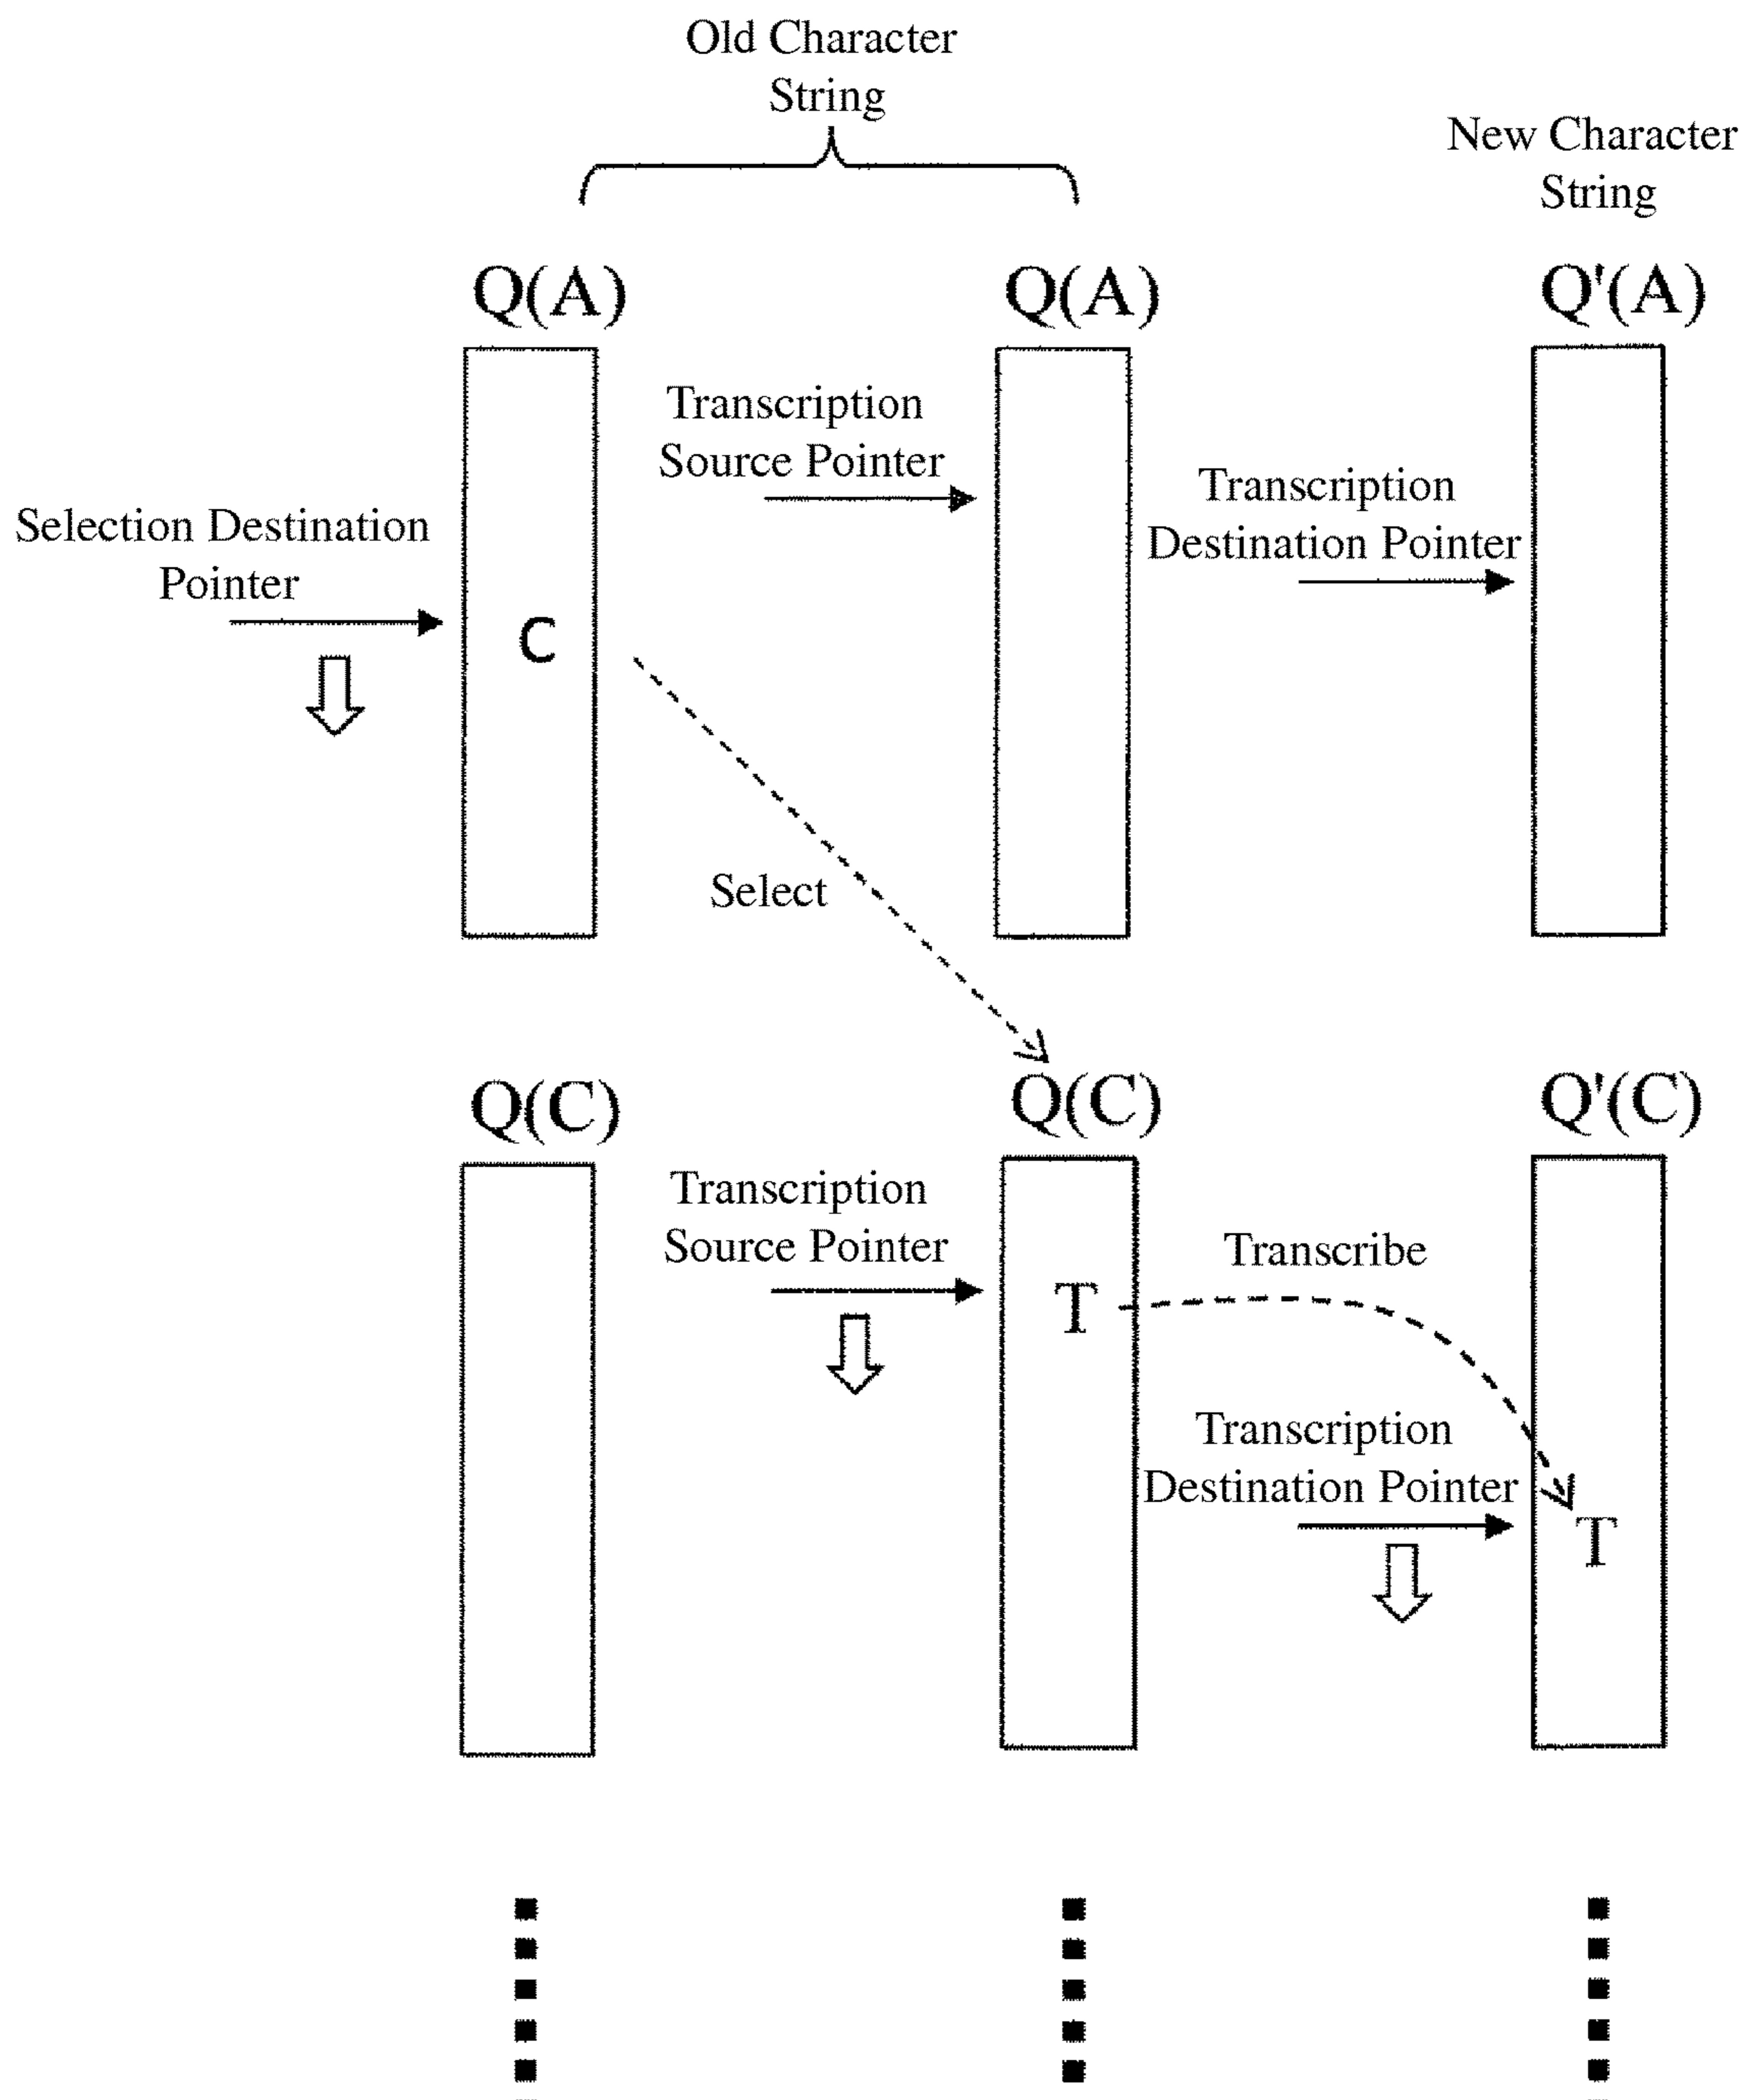 Old Character
String
New Character
String
Q(A)
Q(A)
Q'(A)
Transcription
Source Pointer
Transcription
Destination Pointer
Selection Destination
Pointer
C
Select
Q(C)
Q(C)
Q'(C)
Transcription
Source Pointer
Transcribe
T
Transcription
Destination Pointer
T